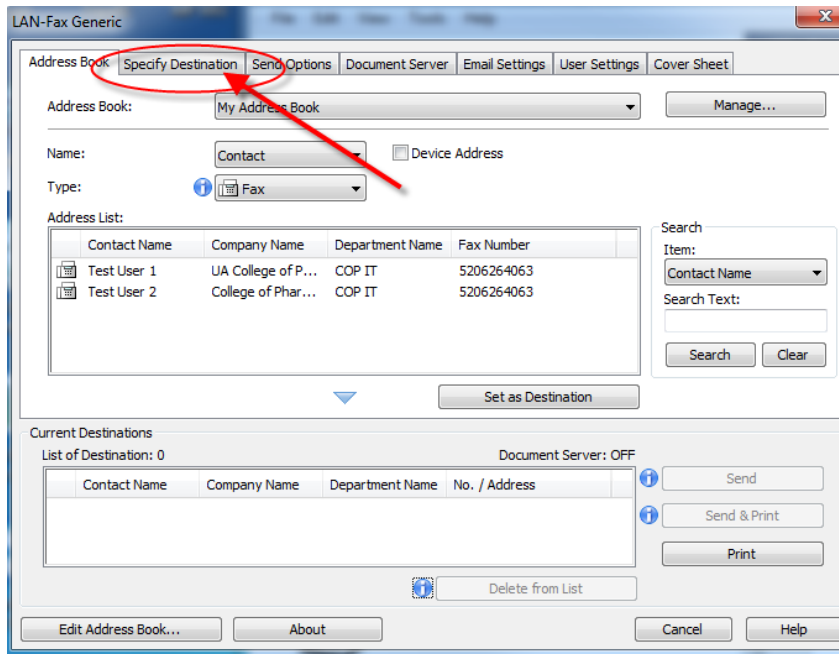 LAN-Fax Generic
File Edit View Tools Help
Address Book Specify Destination Send Options Document Server Email Settings User Settings Cover Sheet
Address Book: My Address Book Manage...
Name: Contact Device Address
Type: Fax
Address List:
Contact Name Company Name Department Name Fax Number
Test User 1 UA College of P... COP IT 5206264063
Test User 2 College of Phar... COP IT 5206264063
Search
Item:
Contact Name
Search Text:
Search Clear
Set as Destination
Current Destinations
List of Destination: 0 Document Server: OFF
Contact Name Company Name Department Name No. / Address
Send
Send & Print
Print
Delete from List
Edit Address Book... About Cancel Help